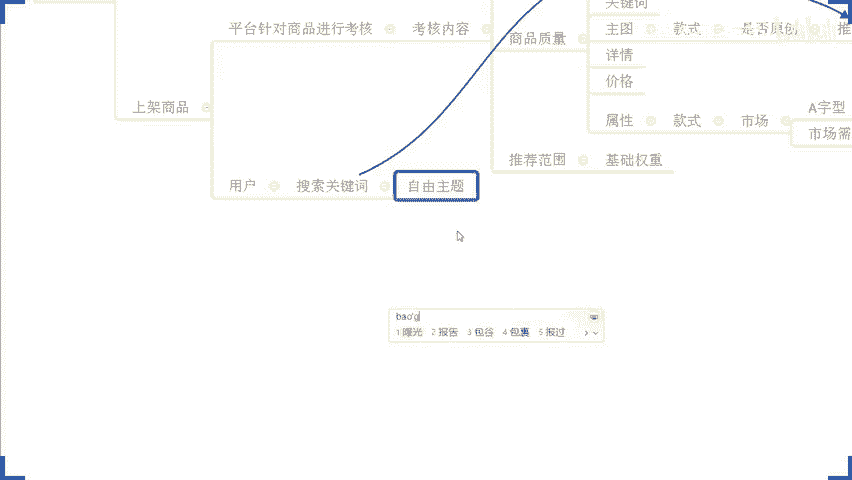 关键词
平台针对商品进行考核 考核内容 商品质量 主图 款式 是否原创 推
详情
价格
上架商品 属性 款式 市场 A字型
市场需
推荐范围 基础权重
用户 搜索关键词 自由主题
bao'g
1 曝光 2 报告 3 包谷 4 包裹 5 报过